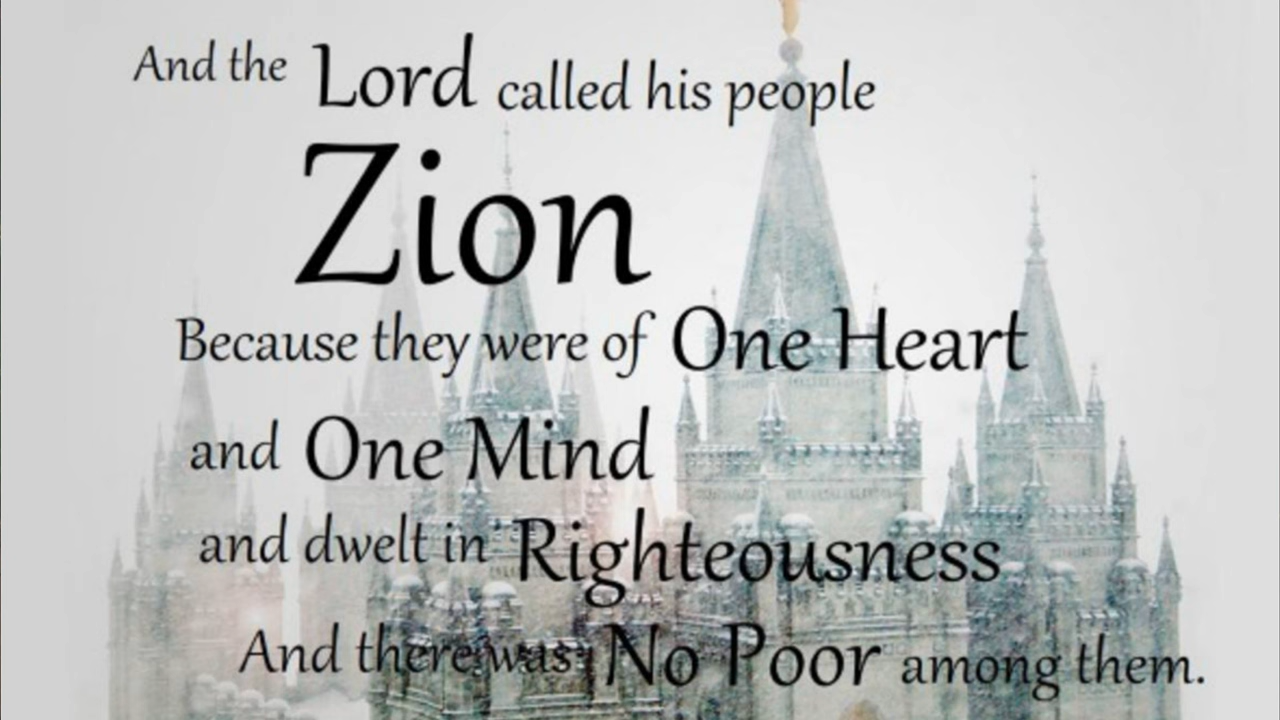 And the Lord called his people
Zion
Because they were of One Heart
and One Mind
and dwelt in Righteousness
And there was No Poor among them.